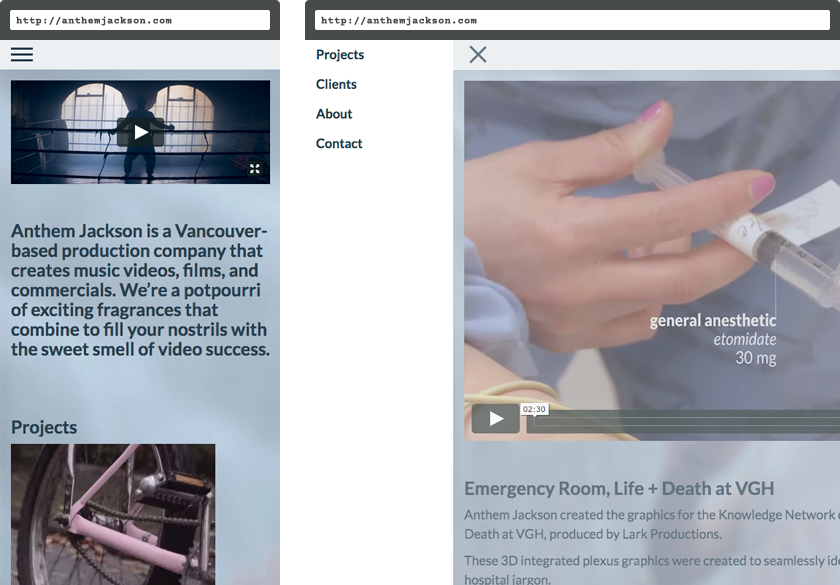 http://anthemjackson.com
Anthem Jackson is a Vancouver-
based production company that
creates music videos, films, and
commercials. We're a potpourri
of exciting fragrances that
combine to fill your nostrils with
the sweet smell of video success.
Projects
http://anthemjackson.com
Projects
Clients
About
Contact
general anesthetic
etomidate
30 mg
02:30
Emergency Room, Life + Death at VGH
Anthem Jackson created the graphics for the Knowledge Network
Death at VGH, produced by Lark Productions.
These 3D integrated plexus graphics were created to seamlessly
hospital jargon.